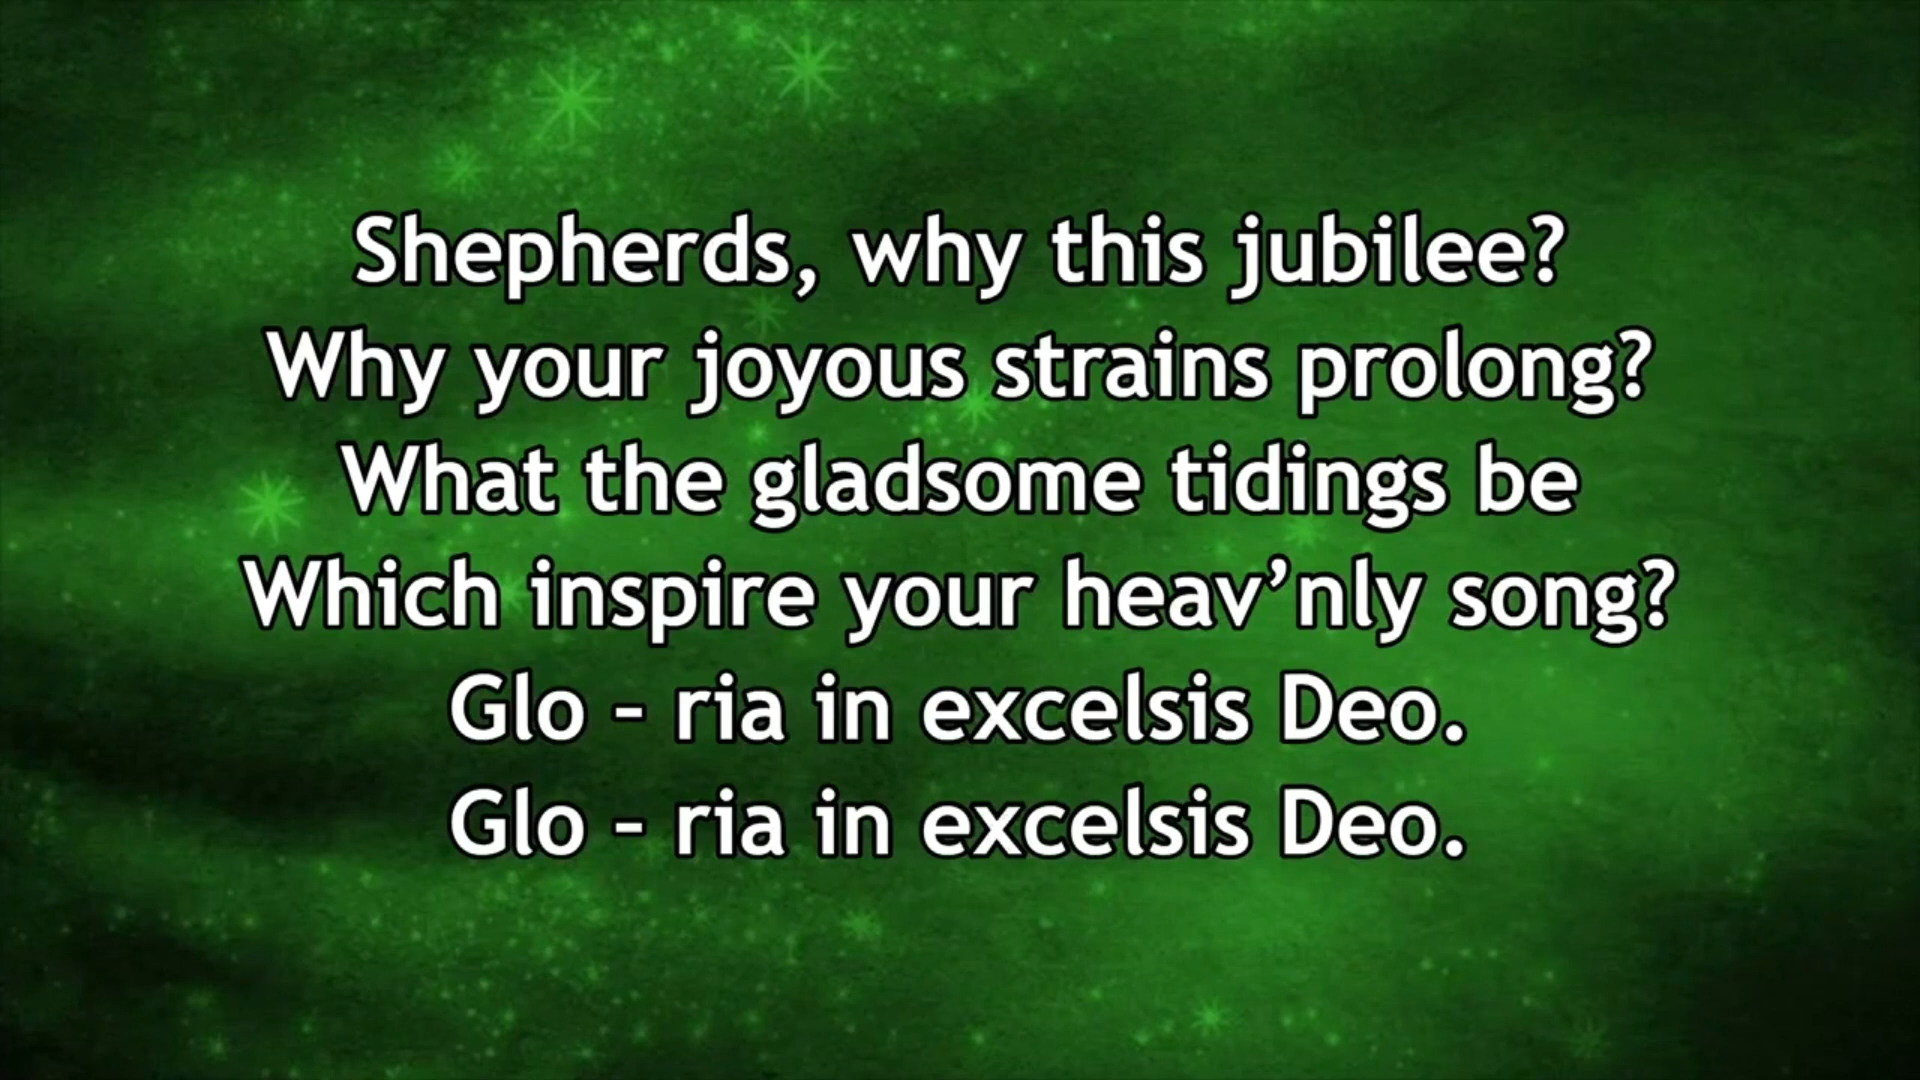 Shepherds, why this jubilee?
Why your joyous strains prolong?
What the gladsome tidings be
Which inspire your heav’nly song?
Glo - ria in excelsis Deo.
Glo - ria in excelsis Deo.